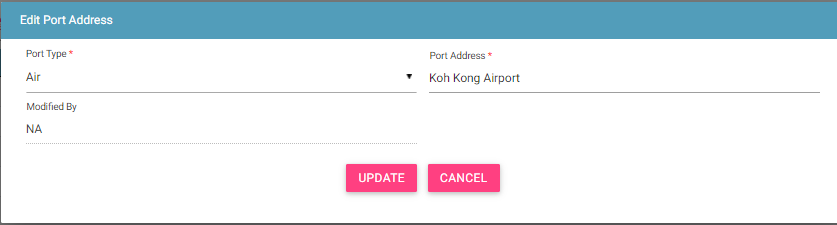 Edit Port Address
Port Type *
Port Address *
Air
Koh Kong Airport
Modified By
NA
UPDATE
CANCEL